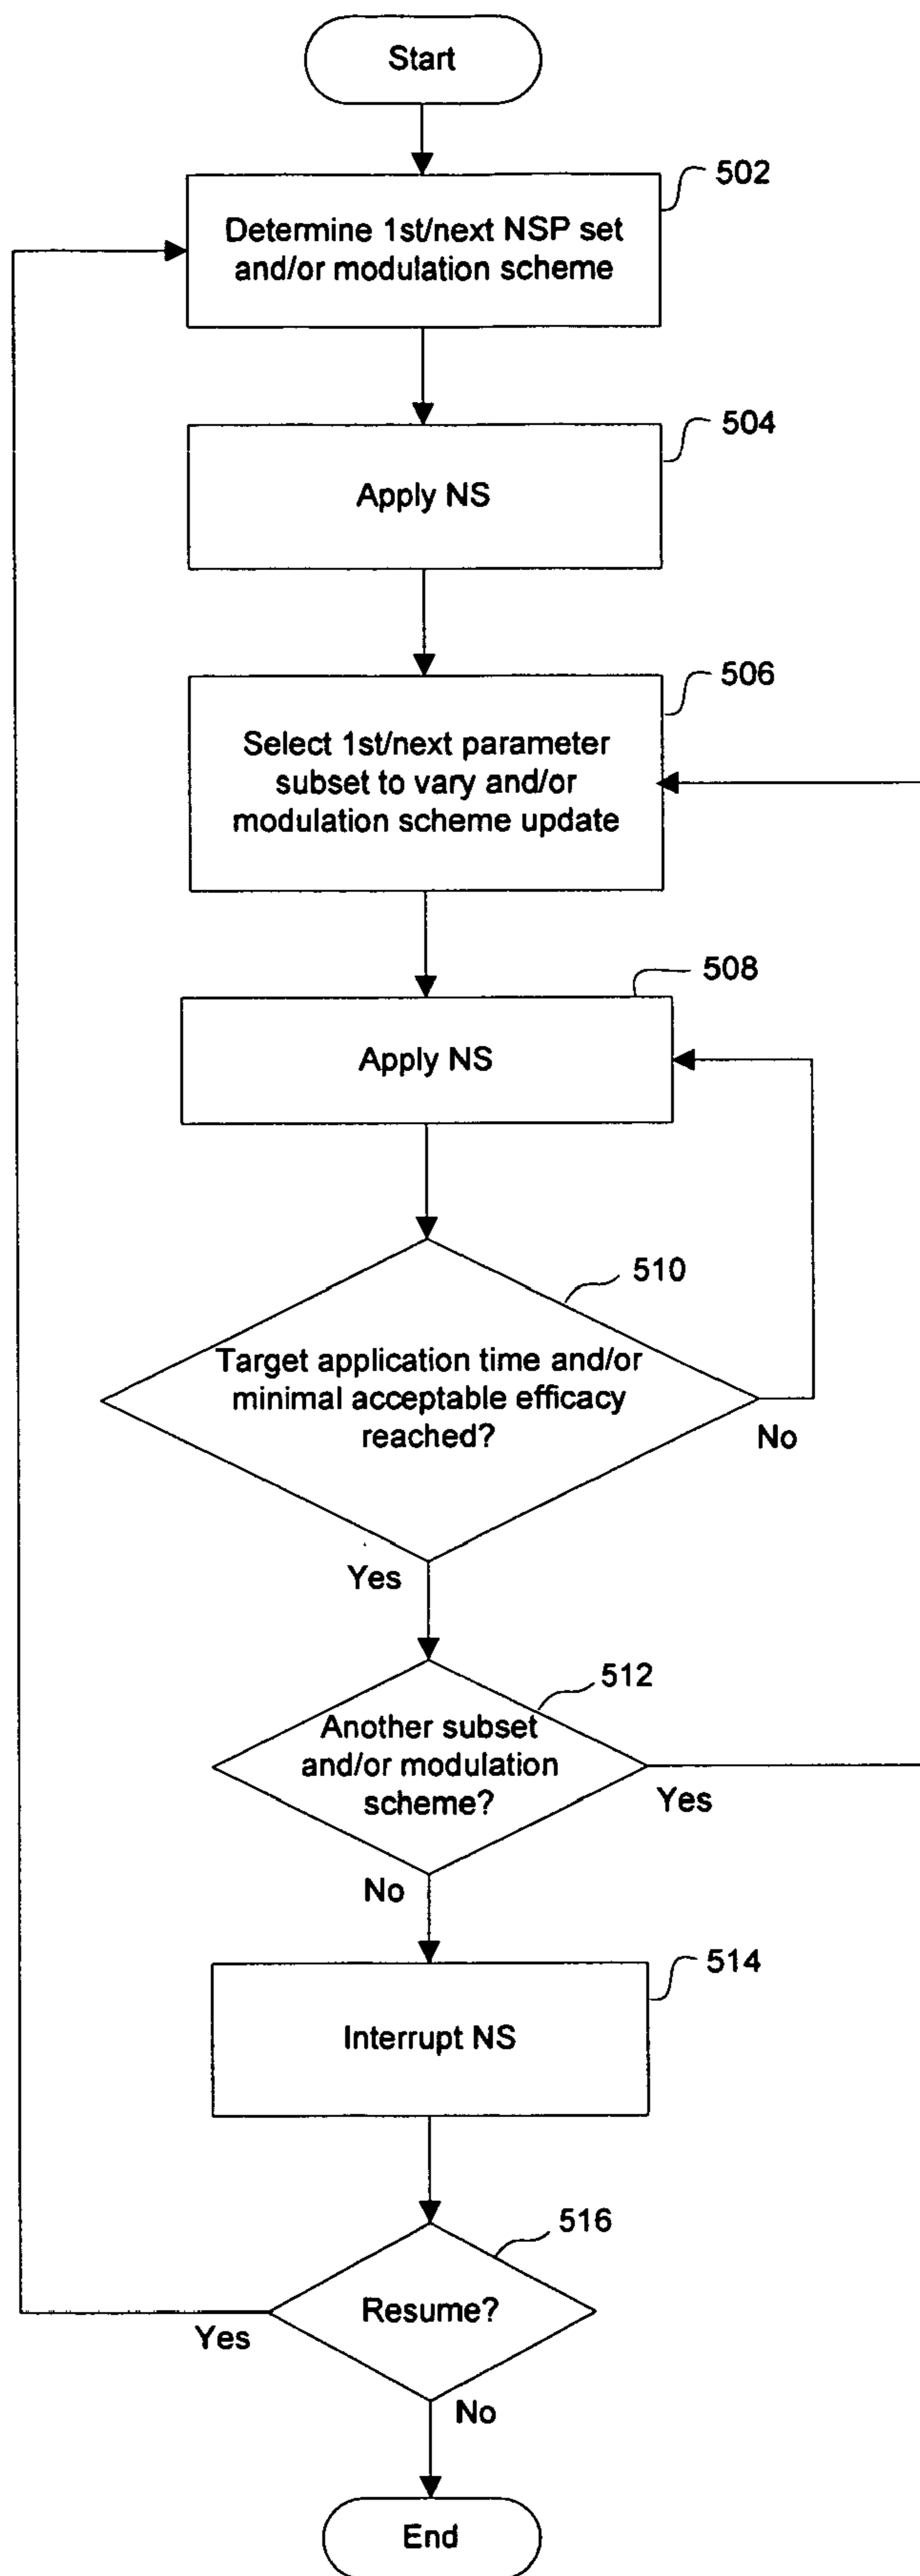 Start
502
Determine 1st/next NSP set
and/or modulation scheme
504
Apply NS
506
Select 1st/next parameter
subset to vary and/or
modulation scheme update
508
Apply NS
510
Target application time and/or
minimal acceptable efficacy
reached?
No
Yes
512
Another subset
and/or modulation
scheme?
Yes
No
514
Interrupt NS
516
Resume?
Yes
No
End